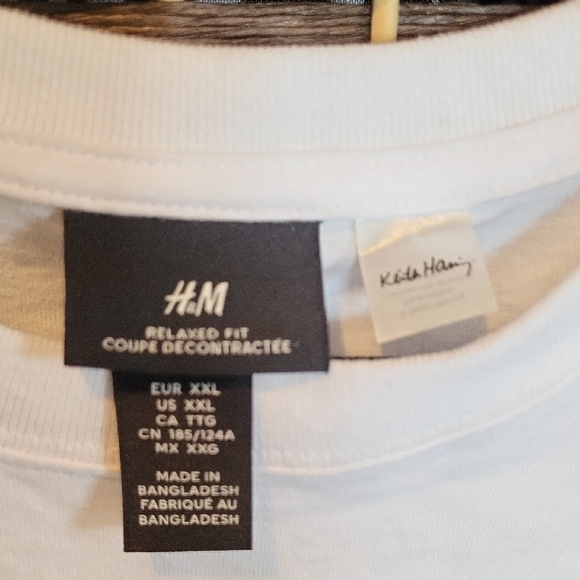 H&M
RELAXED FIT
COUPE DÉCONTRACTÉE
Keith Haring
EUR XXL
US XXL
CA TTG
CN 185/124A
MX XXG
MADE IN
BANGLADESH
FABRIQUÉ AU
BANGLADESH